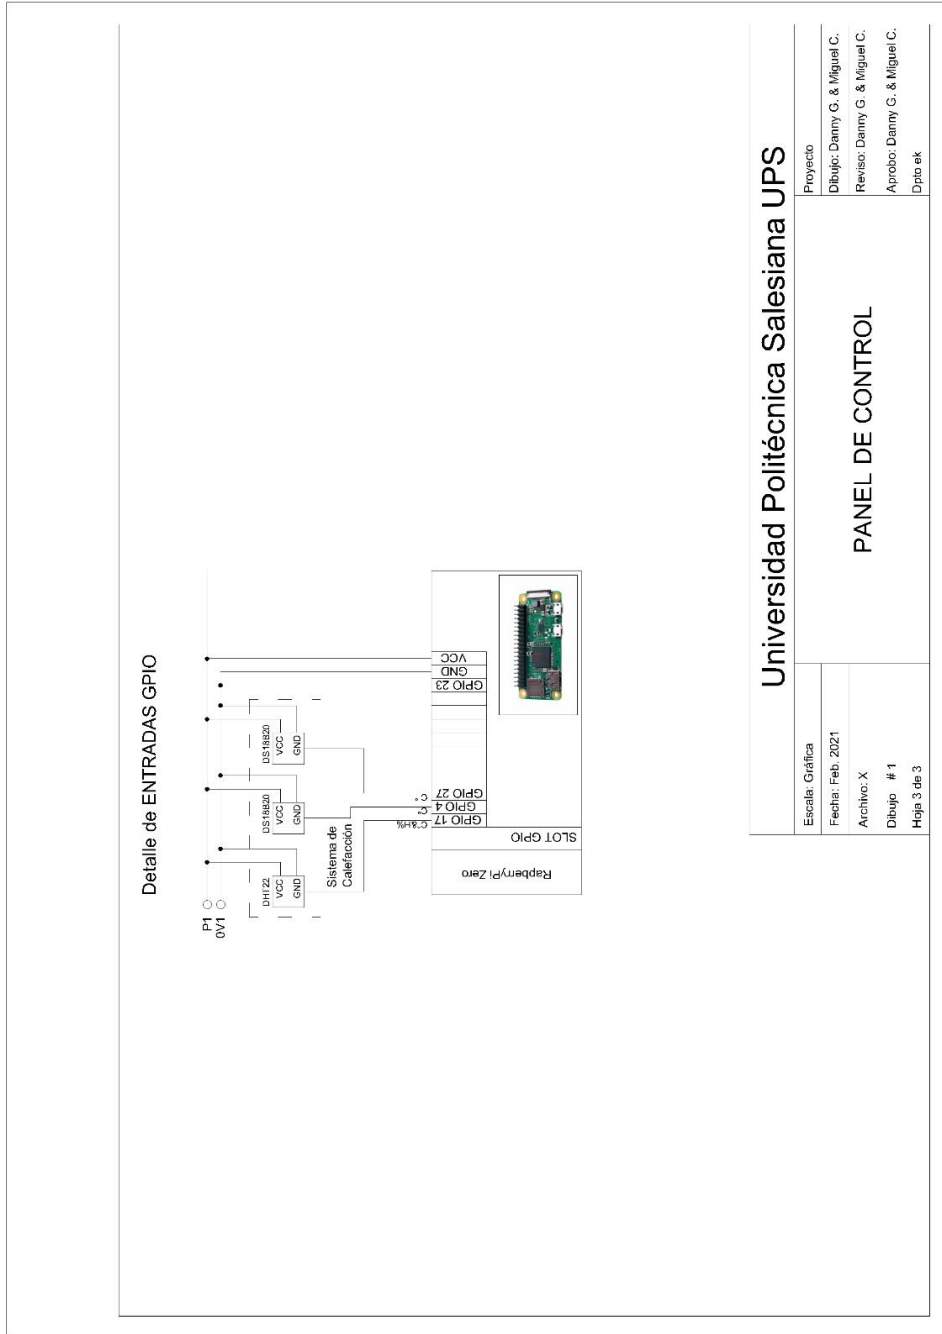 Detalle de ENTRADAS GPIO
P1
0V1
DHT22
VCC
GND
DS18B20
VCC
GND
DS18B20
VCC
GND
Sistema de
Calefacción
C°&H%
C°
C°
GPIO 17
GPIO 4
GPIO 27
GPIO 23
GND
VCC
SLOT GPIO
RapberryPi Zero
Universidad Politécnica Salesiana UPS
Escala: Gráfica
Fecha: Feb. 2021
Archivo: X
Dibujo # 1
Hoja 3 de 3
PANEL DE CONTROL
Proyecto
Dibujo: Danny G. & Miguel C.
Reviso: Danny G. & Miguel C.
Aprobo: Danny G. & Miguel C.
Dpto ek